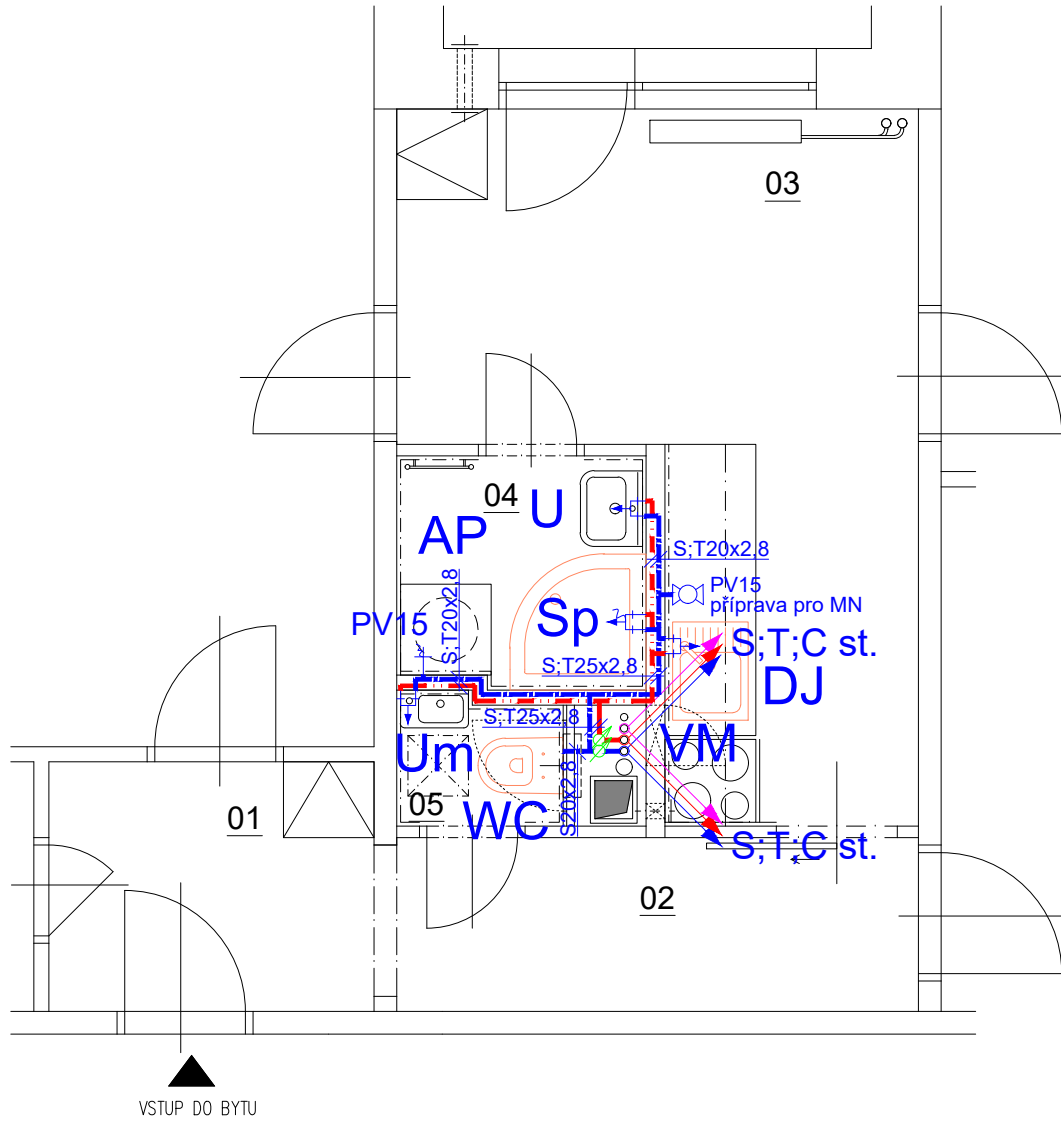 03
04
U
AP
S;T20x2,8
PV15
příprava pro MN
S;T20x2,8
PV15
Sp
S;T;C st.
S;T25x2,8
DJ
S;T25x2,8
Um
VM
S20x2,8
05
WC
01
S;T;C st.
02
VSTUP DO BYTU